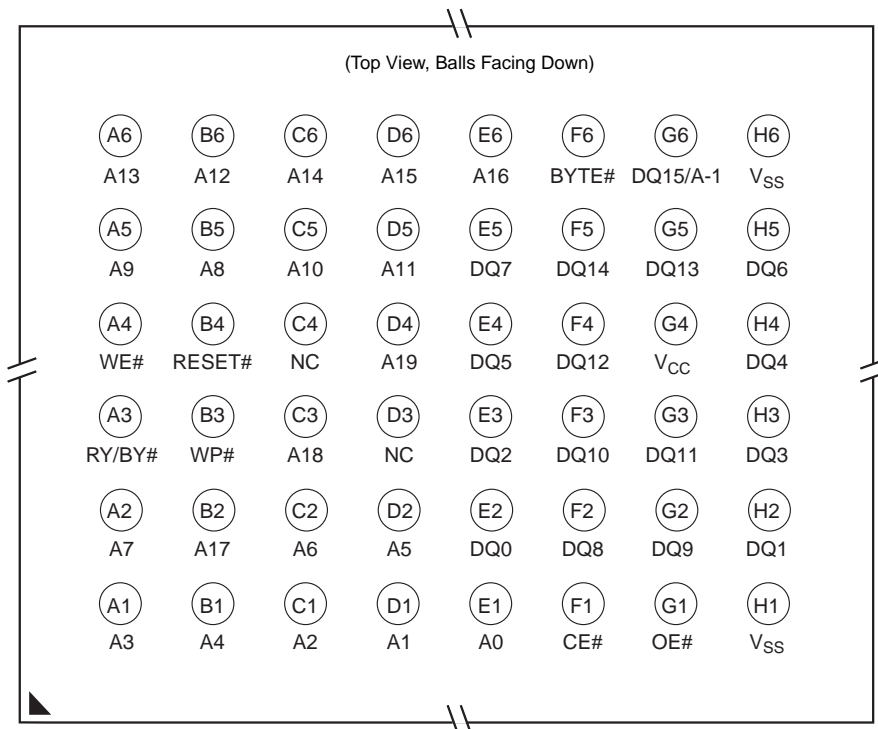 (Top View, Balls Facing Down)
A6 B6 C6 D6 E6 F6 G6 H6
A13 A12 A14 A15 A16 BYTE# DQ15/A-1 VSS
A5 B5 C5 D5 E5 F5 G5 H5
A9 A8 A10 A11 DQ7 DQ14 DQ13 DQ6
A4 B4 C4 D4 E4 F4 G4 H4
WE# RESET# NC A19 DQ5 DQ12 VCC DQ4
A3 B3 C3 D3 E3 F3 G3 H3
RY/BY# WP# A18 NC DQ2 DQ10 DQ11 DQ3
A2 B2 C2 D2 E2 F2 G2 H2
A7 A17 A6 A5 DQ0 DQ8 DQ9 DQ1
A1 B1 C1 D1 E1 F1 G1 H1
A3 A4 A2 A1 A0 CE# OE# VSS